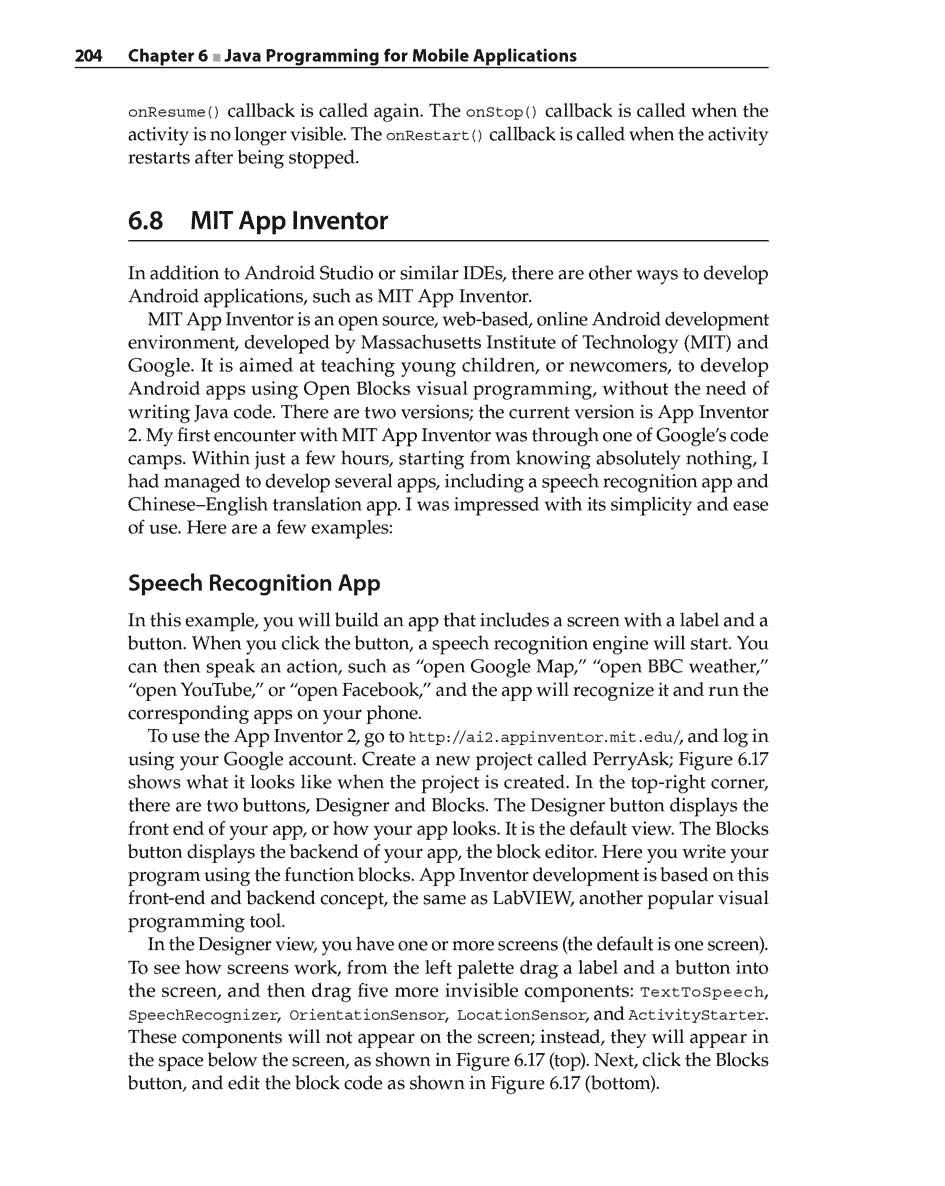 204 Chapter 6 ■ Java Programming for Mobile Applications
onResume() callback is called again. The onStop() callback is called when the
activity is no longer visible. The onRestart() callback is called when the activity
restarts after being stopped.
6.8 MIT App Inventor
In addition to Android Studio or similar IDEs, there are other ways to develop
Android applications, such as MIT App Inventor.
MIT App Inventor is an open source, web-based, online Android development
environment, developed by Massachusetts Institute of Technology (MIT) and
Google. It is aimed at teaching young children, or newcomers, to develop
Android apps using Open Blocks visual programming, without the need of
writing Java code. There are two versions; the current version is App Inventor
2. My first encounter with MIT App Inventor was through one of Google’s code
camps. Within just a few hours, starting from knowing absolutely nothing, I
had managed to develop several apps, including a speech recognition app and
Chinese–English translation app. I was impressed with its simplicity and ease
of use. Here are a few examples:
Speech Recognition App
In this example, you will build an app that includes a screen with a label and a
button. When you click the button, a speech recognition engine will start. You
can then speak an action, such as “open Google Map,” “open BBC weather,”
“open YouTube,” or “open Facebook,” and the app will recognize it and run the
corresponding apps on your phone.
To use the App Inventor 2, go to http://ai2.appinventor.mit.edu/, and log in
using your Google account. Create a new project called PerryAsk; Figure 6.17
shows what it looks like when the project is created. In the top-right corner,
there are two buttons, Designer and Blocks. The Designer button displays the
front end of your app, or how your app looks. It is the default view. The Blocks
button displays the backend of your app, the block editor. Here you write your
program using the function blocks. App Inventor development is based on this
front-end and backend concept, the same as LabVIEW, another popular visual
programming tool.
In the Designer view, you have one or more screens (the default is one screen).
To see how screens work, from the left palette drag a label and a button into
the screen, and then drag five more invisible components: TextToSpeech,
SpeechRecognizer, OrientationSensor, LocationSensor, and ActivityStarter.
These components will not appear on the screen; instead, they will appear in
the space below the screen, as shown in Figure 6.17 (top). Next, click the Blocks
button, and edit the block code as shown in Figure 6.17 (bottom).